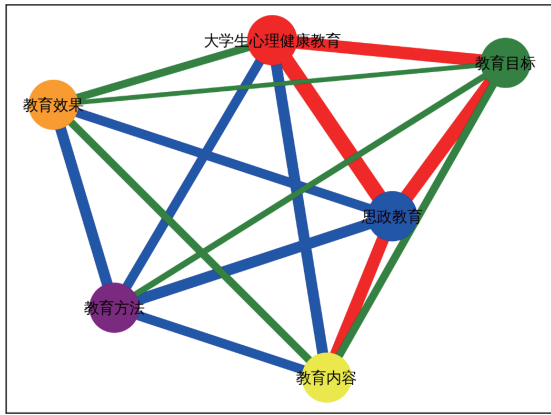 大学生心理健康教育
教育目标
教育效果
思政教育
教育方法
教育内容